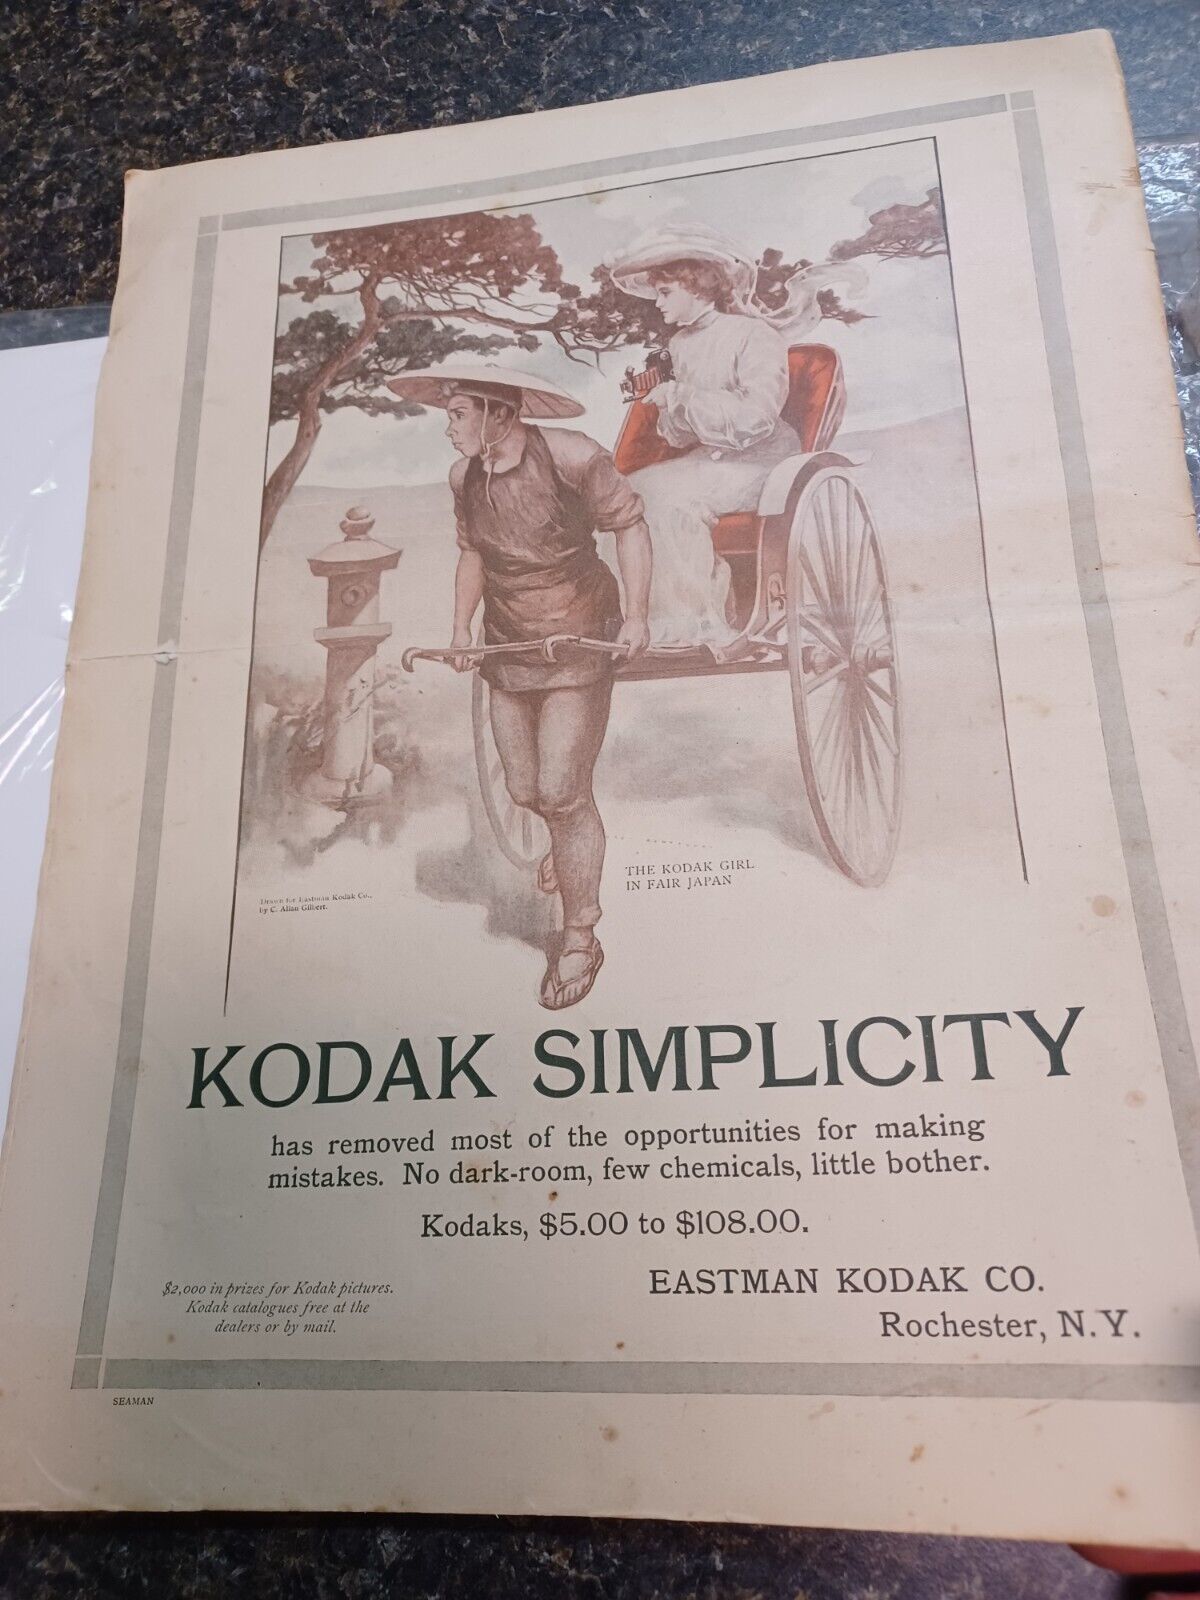 THE KODAK GIRL
IN FAIR JAPAN
Drawn for Eastman Kodak Co.,
by C. Allan Gilbert.
KODAK SIMPLICITY
has removed most of the opportunities for making
mistakes. No dark-room, few chemicals, little bother.
Kodaks, $5.00 to $108.00.
$2,000 in prizes for Kodak pictures.
Kodak catalogues free at the
dealers or by mail.
EASTMAN KODAK CO.
Rochester, N.Y.
SEAMAN